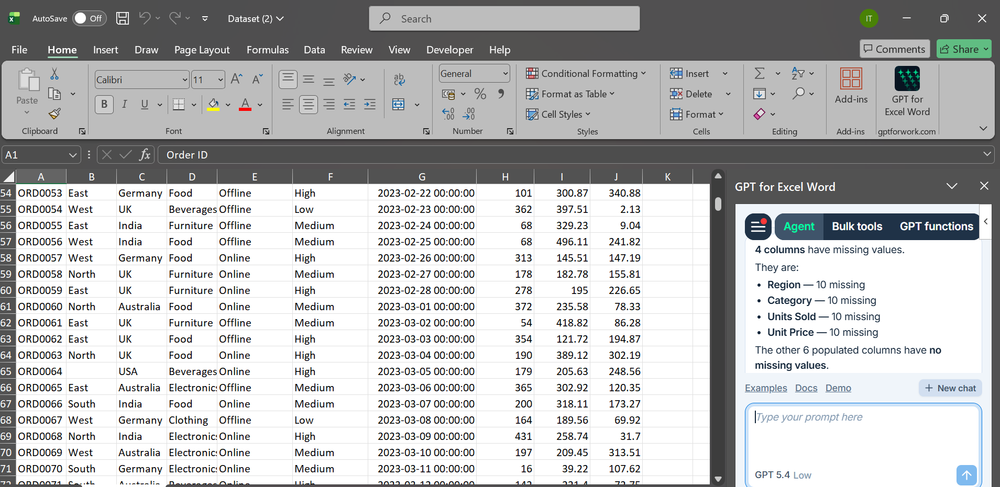 AutoSave Off Dataset (2) Search IT
File Home Insert Draw Page Layout Formulas Data Review View Developer Help Comments Share
Paste
Clipboard
Calibri 11
B I U
Font
Alignment
General
Number
Conditional Formatting
Format as Table
Cell Styles
Styles
Insert
Delete
Format
Cells
Editing
Add-ins
Add-ins
GPT for
Excel Word
gptforwork.com
A1 fx Order ID
A B C D E F G H I J K
54 ORD0053 East Germany Food Offline High 2023-02-22 00:00:00 101 300.87 340.88
55 ORD0054 West UK Beverages Offline Low 2023-02-23 00:00:00 362 397.51 2.13
56 ORD0055 East India Furniture Offline Medium 2023-02-24 00:00:00 68 329.23 9.04
57 ORD0056 West India Food Offline Medium 2023-02-25 00:00:00 68 496.11 241.82
58 ORD0057 West Germany Food Online High 2023-02-26 00:00:00 313 145.51 147.19
59 ORD0058 North UK Furniture Online Medium 2023-02-27 00:00:00 178 182.78 155.81
60 ORD0059 East UK Furniture Online High 2023-02-28 00:00:00 278 195 226.65
61 ORD0060 North Australia Food Online Medium 2023-03-01 00:00:00 372 235.58 78.33
62 ORD0061 East UK Furniture Offline Medium 2023-03-02 00:00:00 54 418.82 86.28
63 ORD0062 East UK Food Offline High 2023-03-03 00:00:00 354 121.72 194.87
64 ORD0063 North UK Food Online High 2023-03-04 00:00:00 190 389.12 302.19
65 ORD0064 USA Beverages Online High 2023-03-05 00:00:00 179 205.63 248.56
66 ORD0065 East Australia Electronic Offline Medium 2023-03-06 00:00:00 365 302.92 120.35
67 ORD0066 South India Food Online Medium 2023-03-07 00:00:00 200 318.11 173.27
68 ORD0067 West Germany Clothing Offline Low 2023-03-08 00:00:00 164 189.56 69.92
69 ORD0068 North India Electronic Online High 2023-03-09 00:00:00 431 258.74 31.7
70 ORD0069 West Australia Electronic Online Medium 2023-03-10 00:00:00 197 209.45 313.51
71 ORD0070 South Germany Electronic Online Medium 2023-03-11 00:00:00 16 39.22 107.62
GPT for Excel Word
Agent Bulk tools GPT functions
4 columns have missing values.
They are:
• Region — 10 missing
• Category — 10 missing
• Units Sold — 10 missing
• Unit Price — 10 missing
The other 6 populated columns have no
missing values.
Examples Docs Demo + New chat
Type your prompt here
GPT 5.4 Low